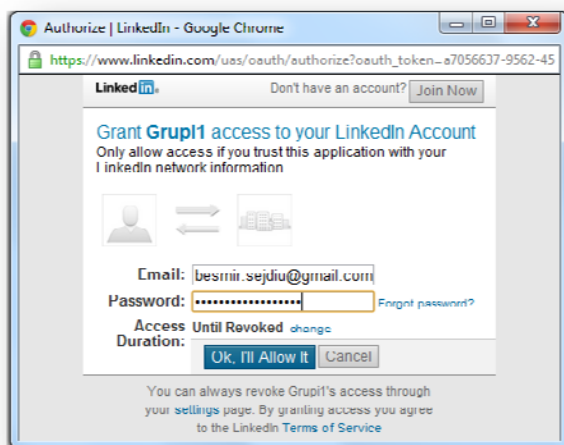 Authorize | LinkedIn - Google Chrome
https://www.linkedin.com/uas/oauth/authorize?oauth_token=a7056637-9562-45
Linked in. Don't have an account? Join Now
Grant Grupi1 access to your LinkedIn Account
Only allow access if you trust this application with your
LinkedIn network information
Email: besmir.sejdiu@gmail.com
Password: ••••••••••••••••••
Forgot password?
Access Duration: Until Revoked change
Ok, I'll Allow It Cancel
You can always revoke Grupi1's access through
your settings page. By granting access you agree
to the LinkedIn Terms of Service